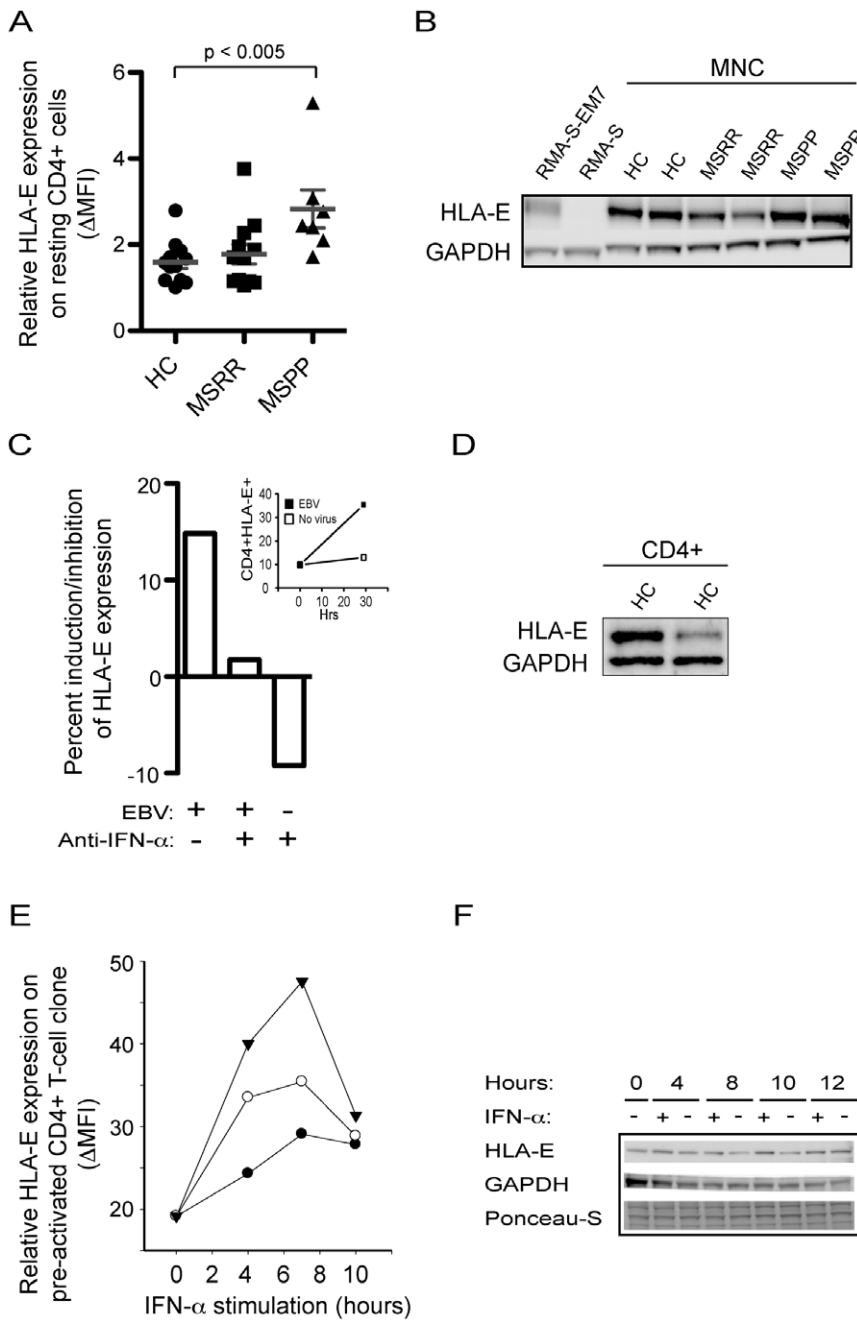 A
p < 0.005
Relative HLA-E expression
on resting CD4+ cells
(ΔMFI)
6
4
2
0
HC
MSRR
MSPP
B
MNC
RMA-S-EM7
RMA-S
HC
HC
MSRR
MSRR
MSPP
MSPP
HLA-E
GAPDH
C
Percent induction/inhibition
of HLA-E expression
20
10
0
-10
CD4+HLA-E+
40
30
20
10
0
EBV
No virus
0 10 20 30
Hrs
EBV: + + -
Anti-IFN-α: - + +
D
CD4+
HC HC
HLA-E
GAPDH
E
Relative HLA-E expression on
pre-activated CD4+ T-cell clone
(ΔMFI)
50
40
30
20
0 2 4 6 8 10
IFN-α stimulation (hours)
F
Hours: 0 4 8 10 12
IFN-α: + - + - + - + -
HLA-E
GAPDH
Ponceau-S